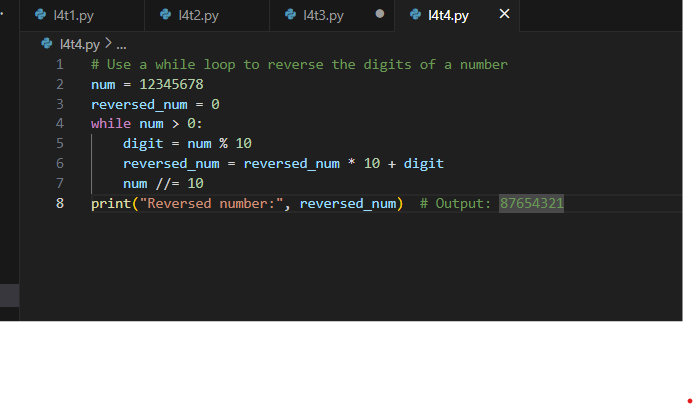 l4t1.py l4t2.py l4t3.py l4t4.py
l4t4.py > ...
1 # Use a while loop to reverse the digits of a number
2 num = 12345678
3 reversed_num = 0
4 while num > 0:
5     digit = num % 10
6     reversed_num = reversed_num * 10 + digit
7     num //= 10
8 print("Reversed number:", reversed_num)  # Output: 87654321